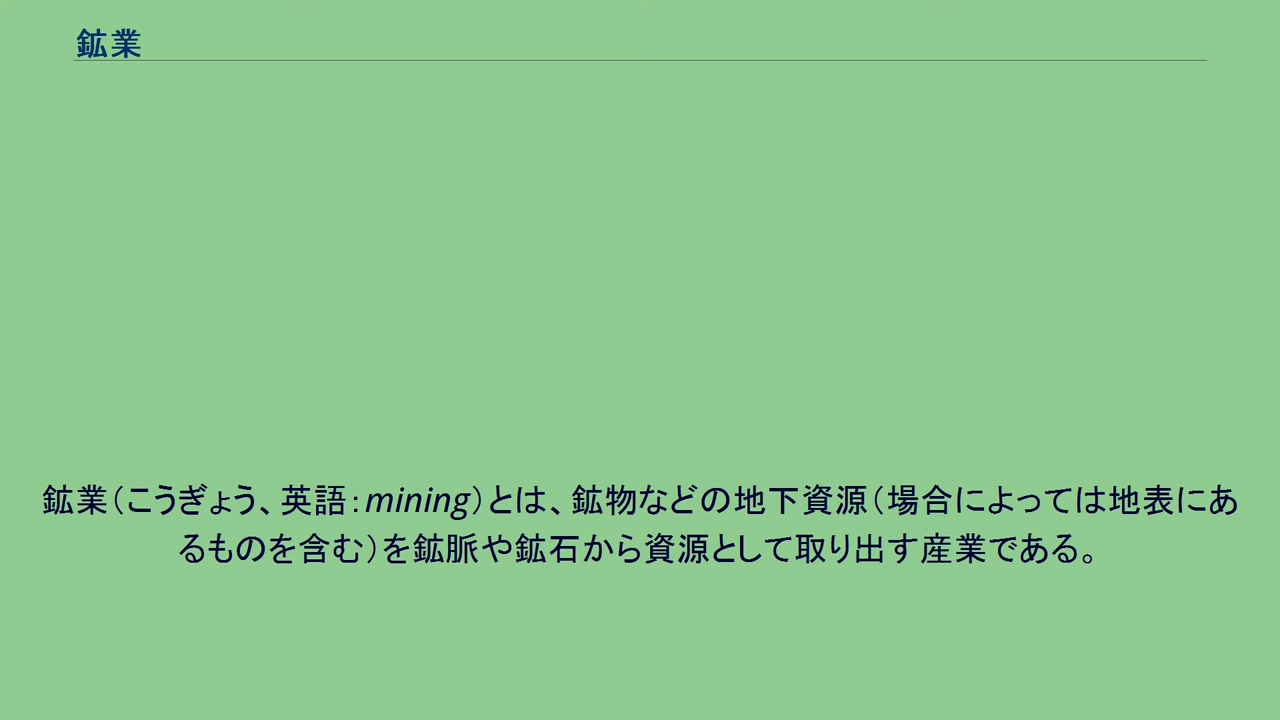 鉱業
鉱業（こうぎょう、英語：mining）とは、鉱物などの地下資源（場合によっては地表にあ
るものを含む）を鉱脈や鉱石から資源として取り出す産業である。